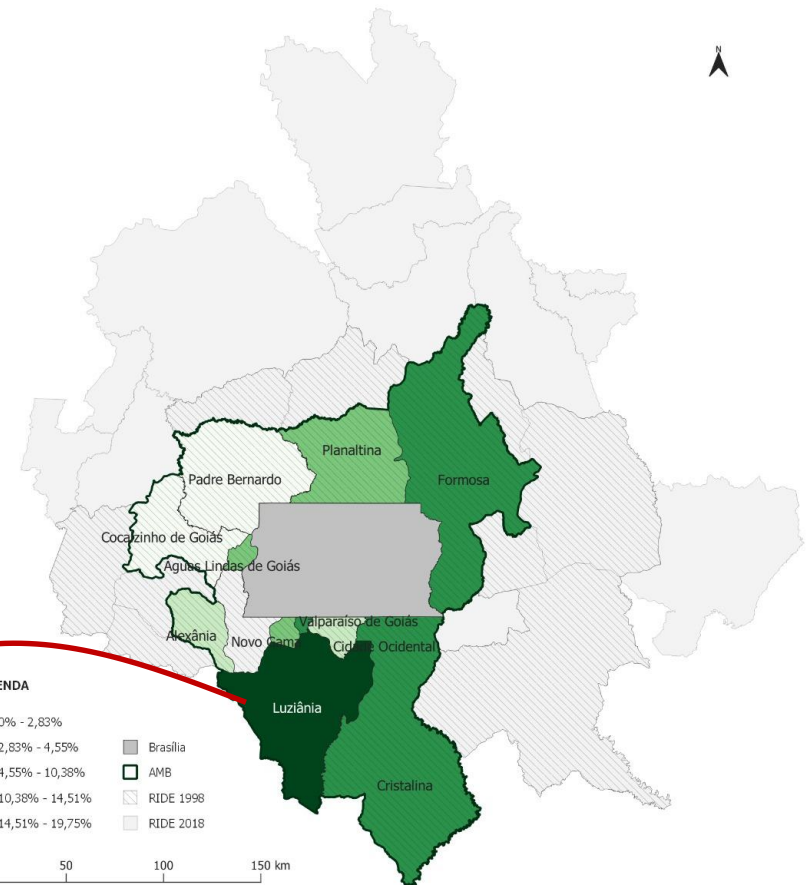 N
Planaltina
Padre Bernardo
Formosa
Cocalzinho de Goiás
Águas Lindas de Goiás
Valparaíso de Goiás
Alexânia
Novo Gama
Cidade Ocidental
Luziânia
Cristalina
ENDA
0% - 2,83%
2,83% - 4,55%
4,55% - 10,38%
10,38% - 14,51%
14,51% - 19,75%
Brasília
AMB
RIDE 1998
RIDE 2018
50 100 150 km